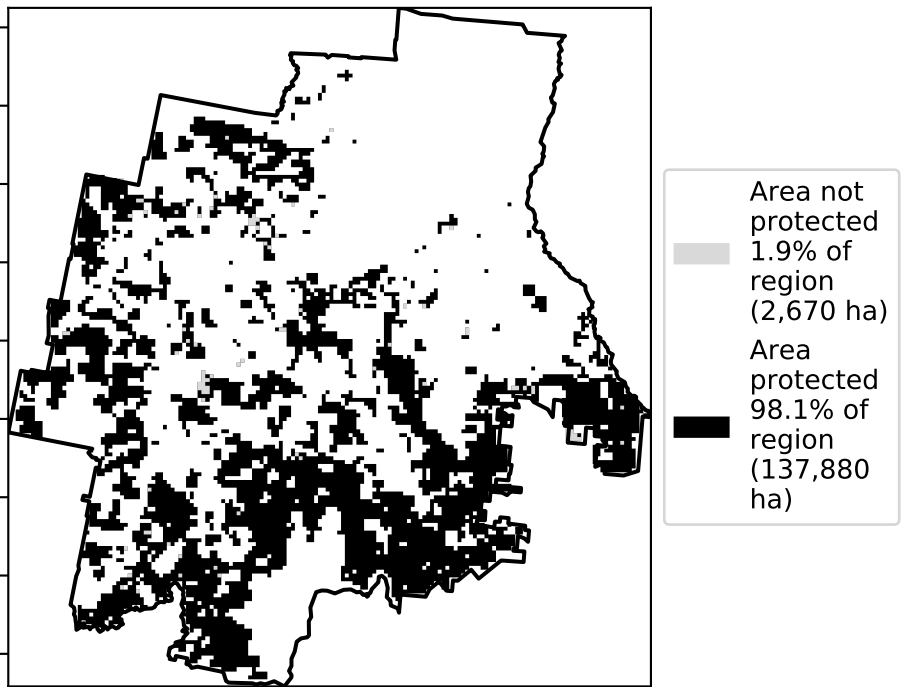 Area not
protected
1.9% of
region
(2,670 ha)
Area
protected
98.1% of
region
(137,880
ha)